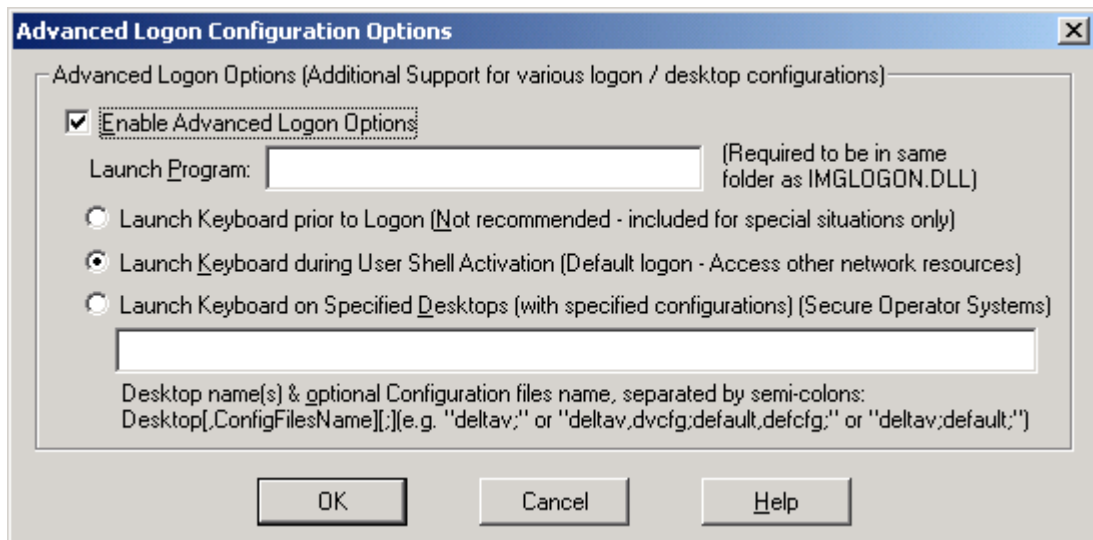 Advanced Logon Configuration Options
Advanced Logon Options (Additional Support for various logon / desktop configurations)
Enable Advanced Logon Options
Launch Program:
(Required to be in same
folder as IMGLOGON.DLL)
Launch Keyboard prior to Logon (Not recommended - included for special situations only)
Launch Keyboard during User Shell Activation (Default logon - Access other network resources)
Launch Keyboard on Specified Desktops (with specified configurations) (Secure Operator Systems)
Desktop name(s) & optional Configuration files name, separated by semi-colons:
Desktop[,ConfigFilesName][;](e.g. "deltav;" or "deltav,dvcfg;default,defcfg;" or "deltav;default;")
OK Cancel Help